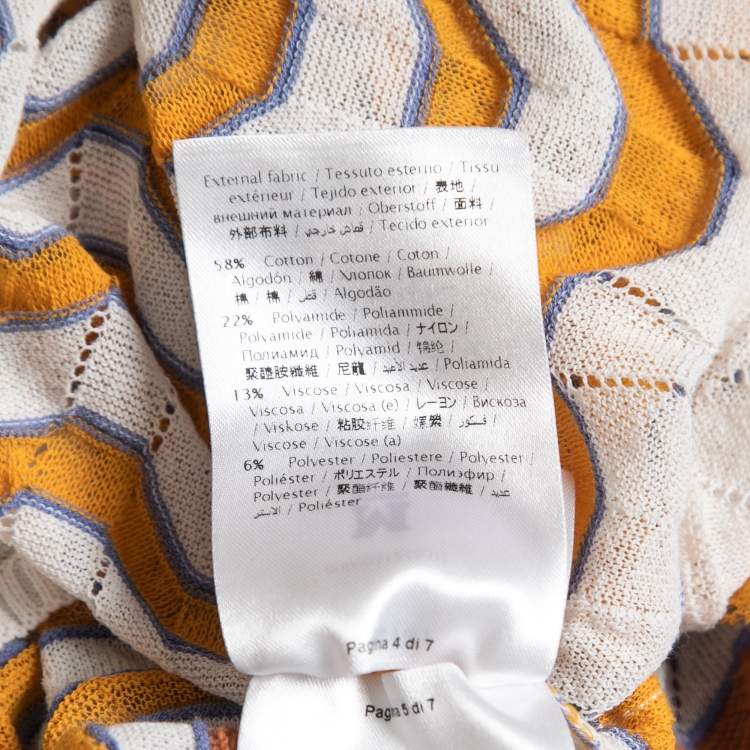 External fabric / Tessuto esterno / Tissu
extérieur / Tejido exterior / 表地 /
внешний материал / Oberstoff / 面料 /
外部布料 / قماش خارجي / Tecido exterior
58% Cotton / Cotone / Coton /
Algodón / 綿 / Хлопок / Baumwolle /
棉 / 棉 / قطن / Algodão
22% Polyamide / Poliammide /
Polyamide / Poliamida / ナイロン /
Полиамид / Polyamid / 锦纶 /
聚醯胺纖維 / 尼龍 / عديد الأميد / Poliamida
13% Viscose / Viscosa / Viscose /
Viscosa / Viscosa (e) / レーヨン / Вискоза
/ Viskose / 粘胶纤维 / 嫘縈 / فسكوز /
Viscose / Viscose (a)
6% Polyester / Poliestere / Polyester /
Poliéster / ポリエステル / Полиэфир /
Polyester / 聚酯纤维 / 聚酯纖維 / عديد
الاستر / Poliéster
Pagina 4 di 7
Pagina 5 di 7